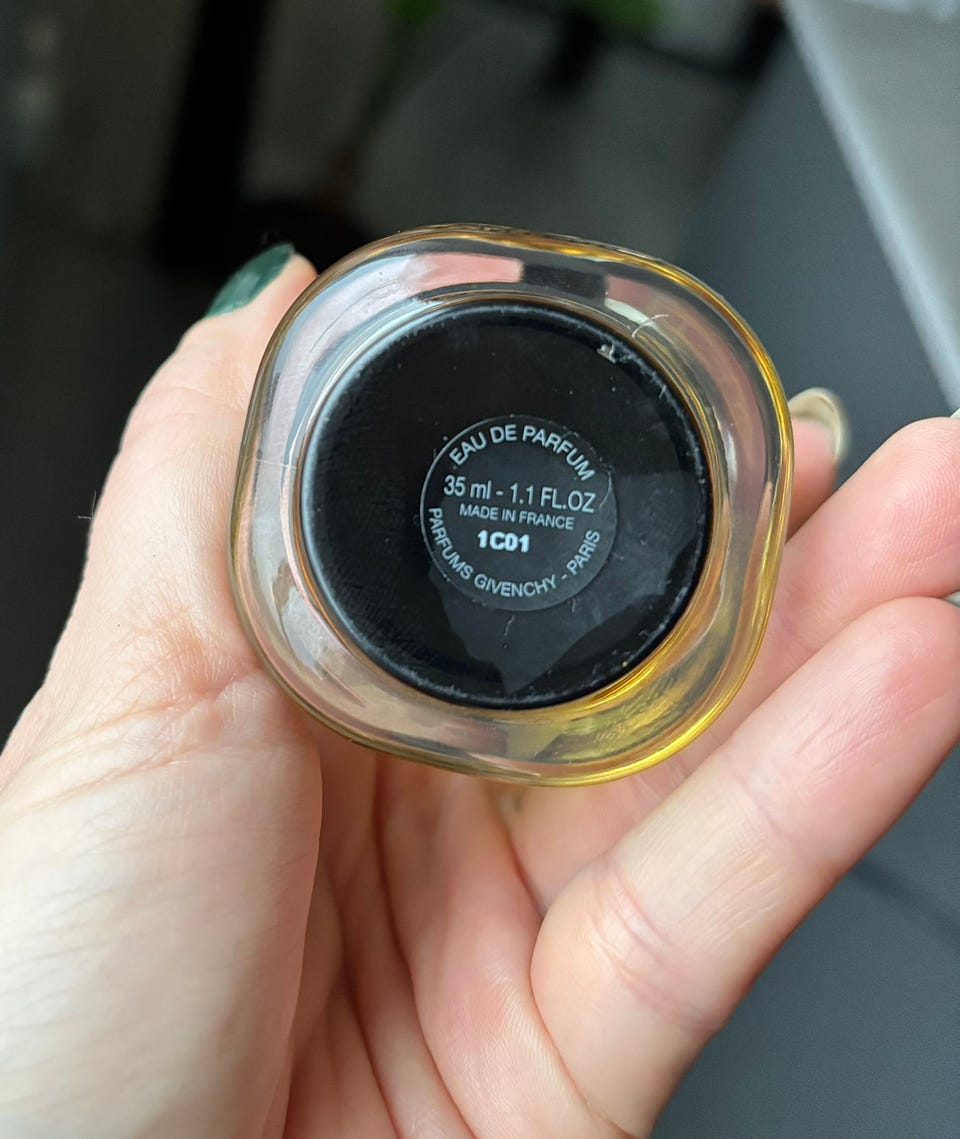 EAU DE PARFUM
35 ml - 1.1 FL.OZ
MADE IN FRANCE
1C01
PARFUMS GIVENCHY - PARIS